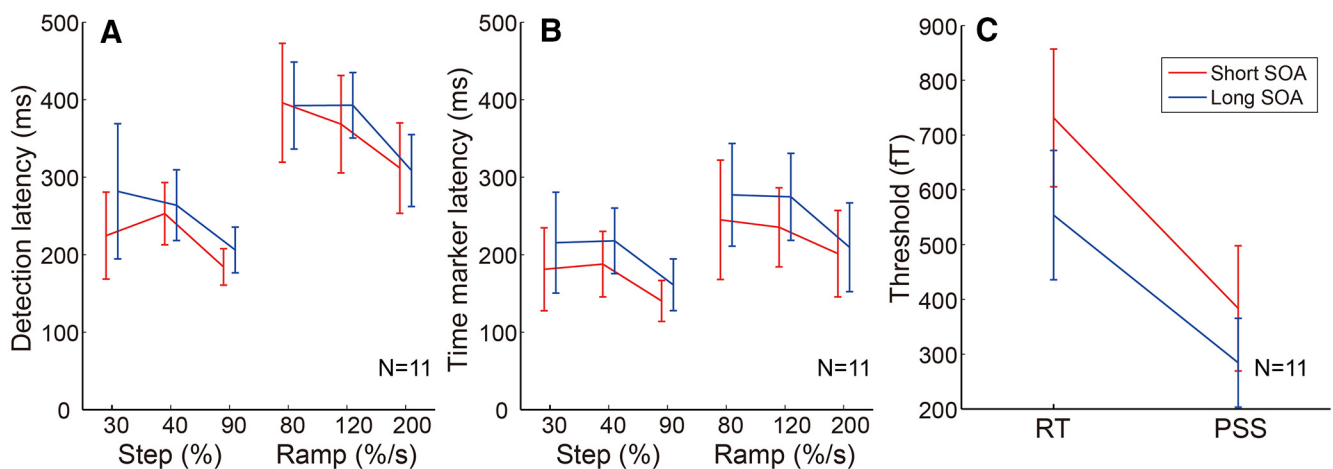 A
Detection latency (ms)
500
400
300
200
100
0
30 40 90 80 120 200
Step (%) Ramp (%/s)
N=11
B
Time marker latency (ms)
500
400
300
200
100
0
30 40 90 80 120 200
Step (%) Ramp (%/s)
N=11
C
Threshold (fT)
900
800
700
600
500
400
300
200
Short SOA
Long SOA
N=11
RT PSS